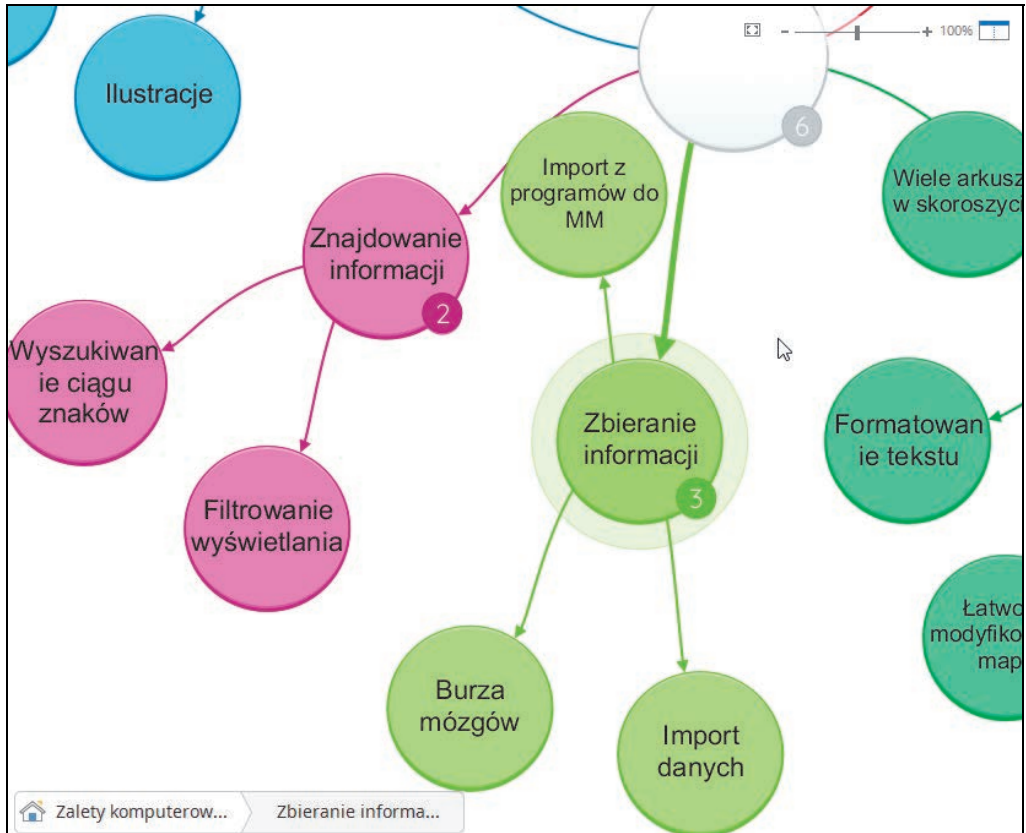 100%
Ilustracje
6
Import z
programów do
MM
Wiele arkusz
w skoroszyci
Znajdowanie
informacji
2
Wyszukiwan
ie ciągu
znaków
Zbieranie
informacji
3
Formatowan
ie tekstu
Filtrowanie
wyświetlania
Łatwo
modyfiko
map
Burza
mózgów
Import
danych
Zalety komputerow...
Zbieranie informa...